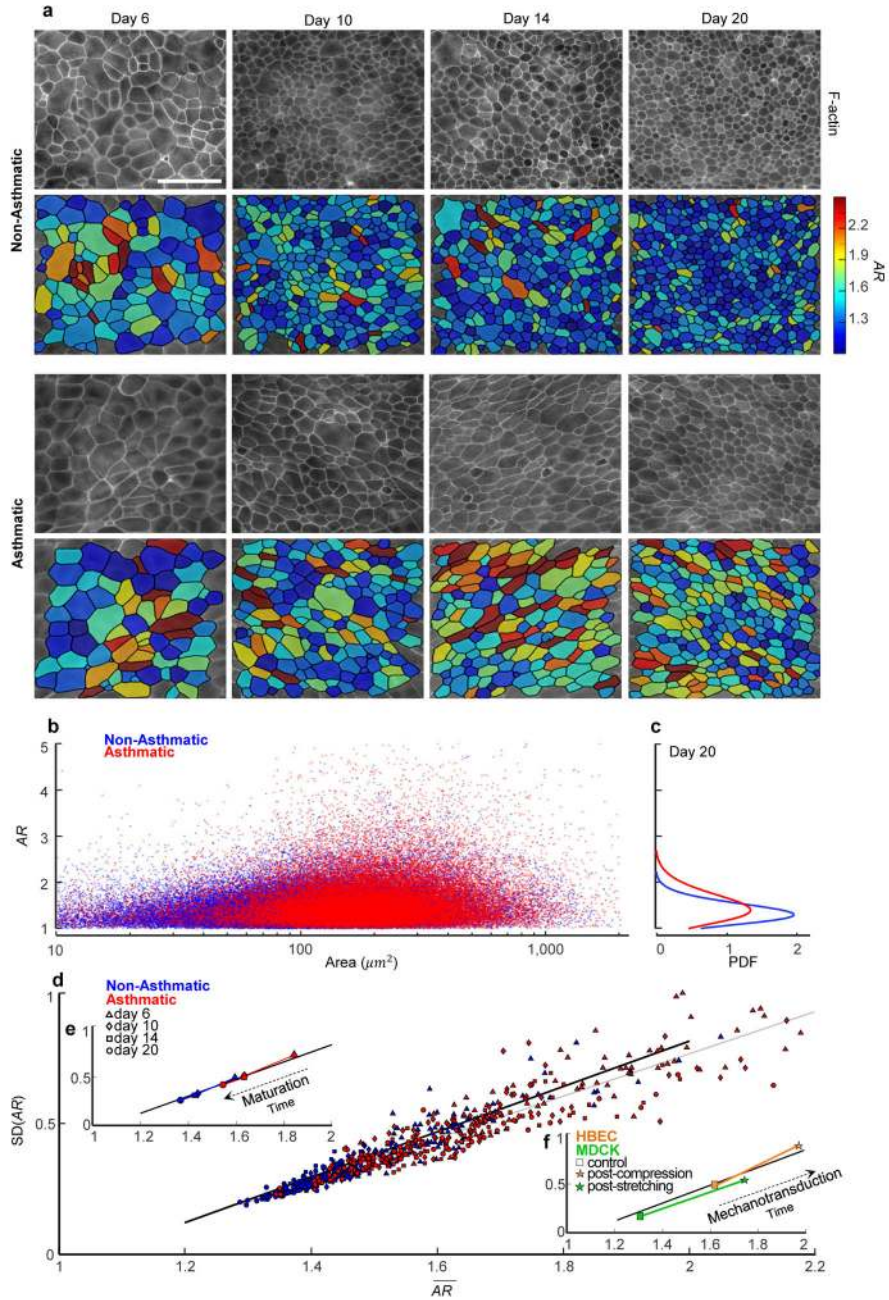 a
Day 6
Day 10
Day 14
Day 20
Non-Asthmatic
F-actin
2.2
1.9
1.6
1.3
AR
Asthmatic
b
Non-Asthmatic
Asthmatic
5
4
3
2
1
AR
10
100
1,000
Area (μm²)
c
Day 20
0
1
2
PDF
d
Non-Asthmatic
Asthmatic
day 6
day 10
day 14
day 20
1
0.5
0
SD(AR)
e
1
0.5
0
1
1.2
1.4
1.6
1.8
2
Maturation
Time
f
HBEC
MDCK
control
post-compression
post-stretching
1
0.5
0
1
1.2
1.4
1.6
1.8
2
Mechanotransduction
Time
1
1.2
1.4
1.6
1.8
2
2.2
AR